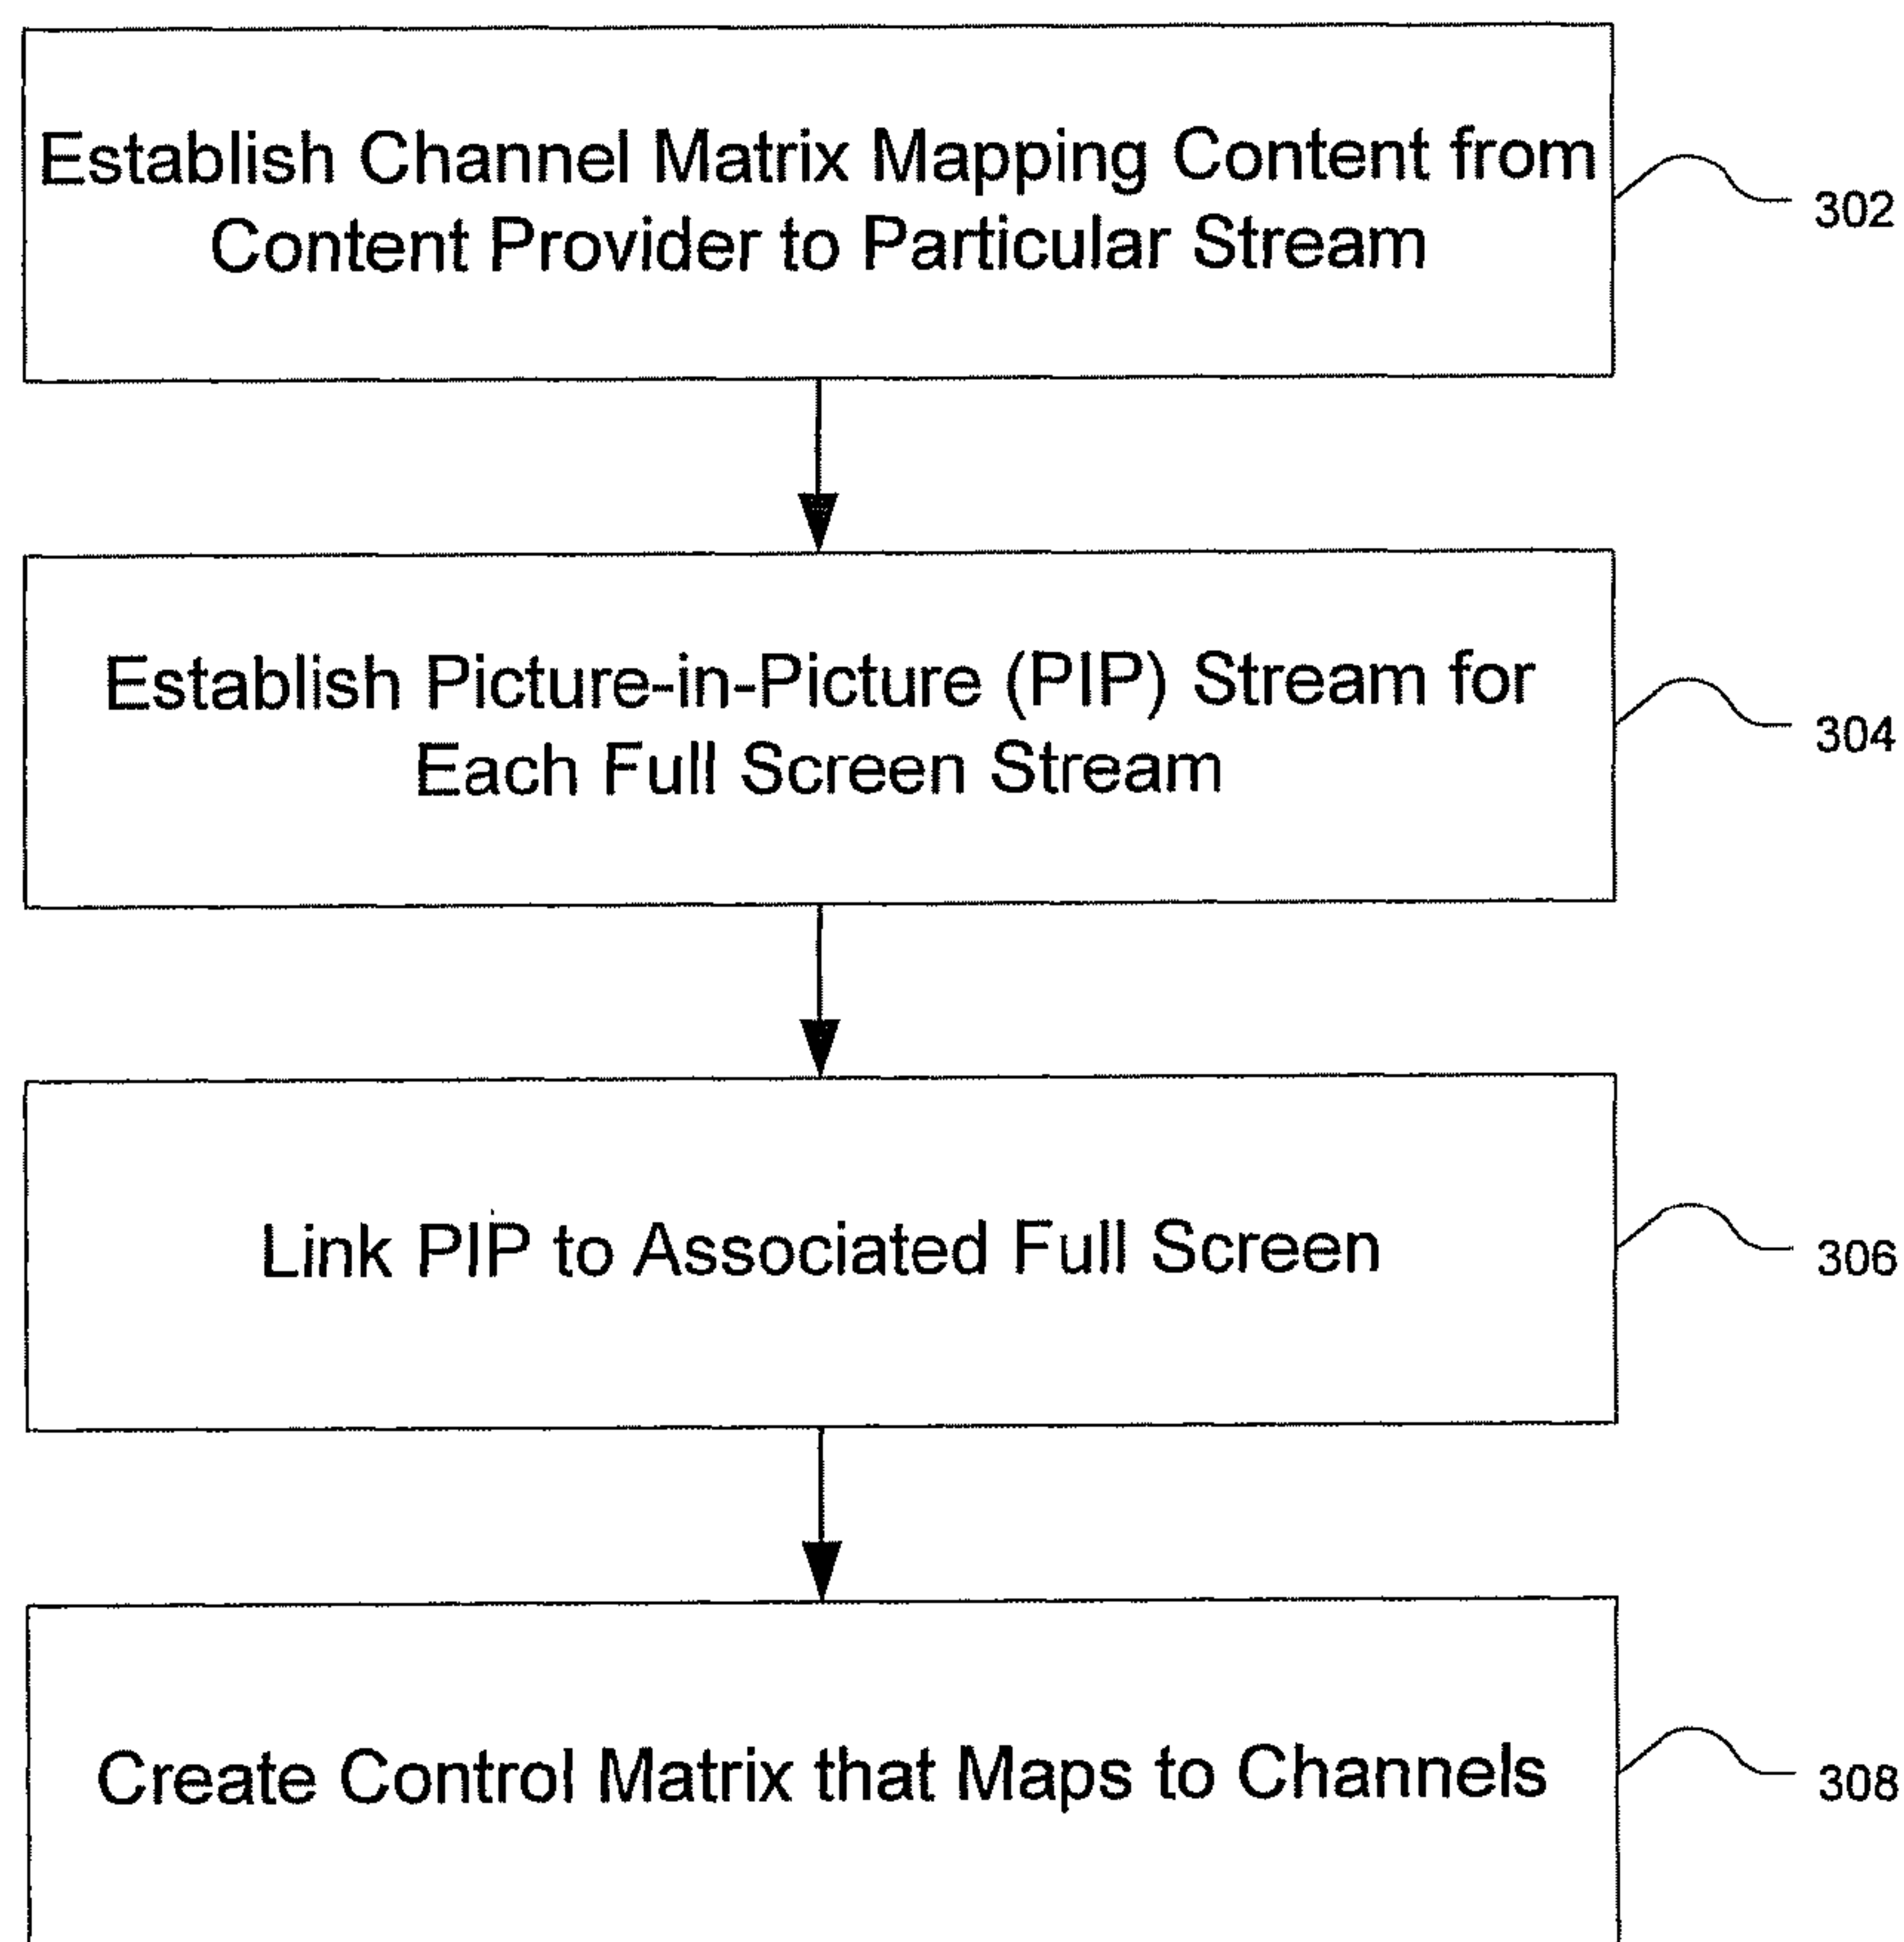 Establish Channel Matrix Mapping Content from
Content Provider to Particular Stream
302
Establish Picture-in-Picture (PIP) Stream for
Each Full Screen Stream
304
Link PIP to Associated Full Screen
306
Create Control Matrix that Maps to Channels
308